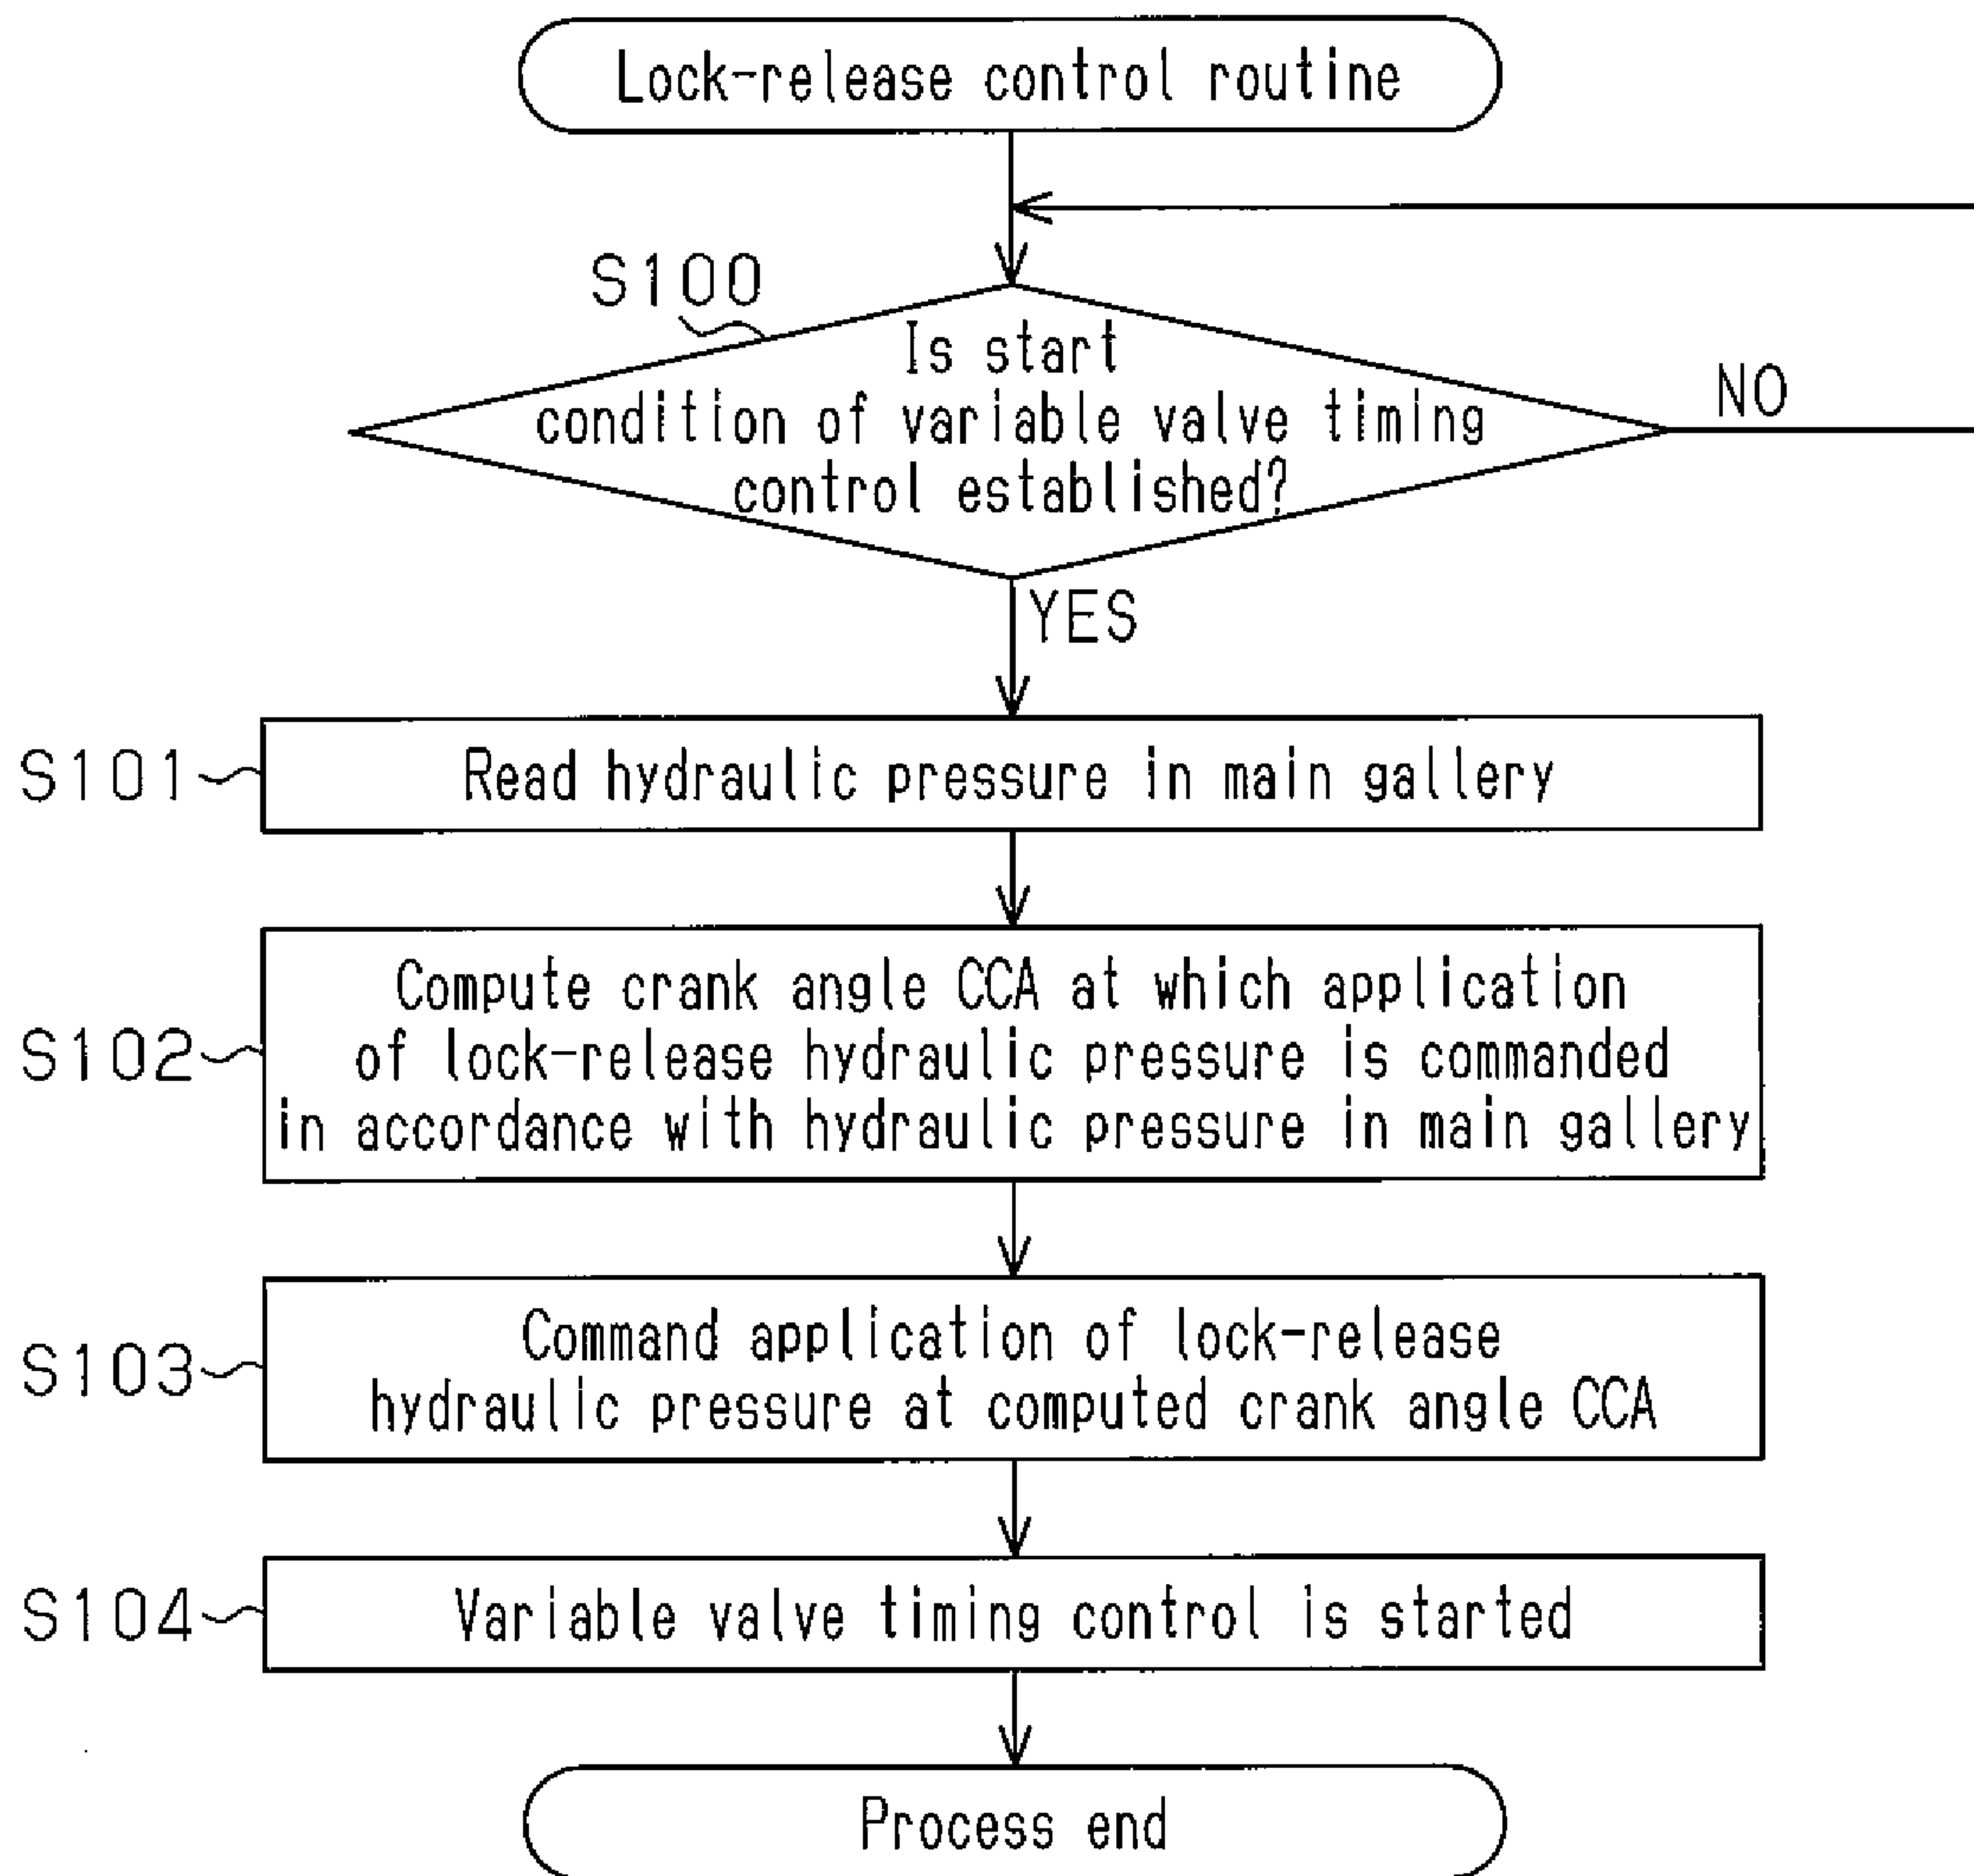 Lock-release control routine
S100
Is start
condition of variable valve timing
control established?
NO
YES
S101
Read hydraulic pressure in main gallery
S102
Compute crank angle CCA at which application
of lock-release hydraulic pressure is commanded
in accordance with hydraulic pressure in main gallery
S103
Command application of lock-release
hydraulic pressure at computed crank angle CCA
S104
Variable valve timing control is started
Process end